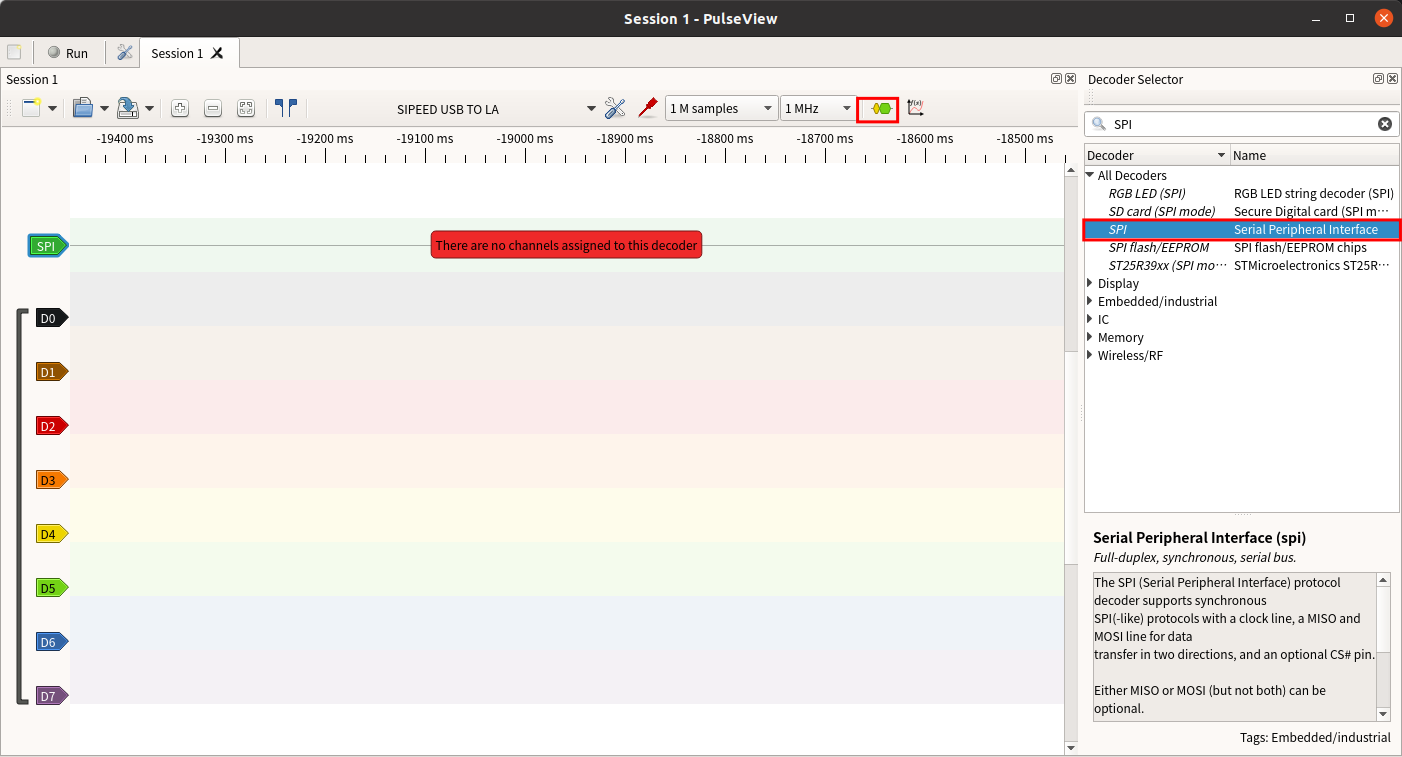 Session 1 - PulseView
Run
Session 1
Session 1
SIPEED USB TO LA
1 M samples
1 MHz
f(x)
-19400 ms -19300 ms -19200 ms -19100 ms -19000 ms -18900 ms -18800 ms -18700 ms -18600 ms -18500 ms
SPI
There are no channels assigned to this decoder
D0
D1
D2
D3
D4
D5
D6
D7
Decoder Selector
SPI
Decoder Name
All Decoders
RGB LED (SPI) RGB LED string decoder (SPI)
SD card (SPI mode) Secure Digital card (SPI m···
SPI Serial Peripheral Interface
SPI flash/EEPROM SPI flash/EEPROM chips
ST25R39xx (SPI mo··· STMicroelectronics ST25R···
Display
Embedded/industrial
IC
Memory
Wireless/RF
Serial Peripheral Interface (spi)
Full-duplex, synchronous, serial bus.
The SPI (Serial Peripheral Interface) protocol
decoder supports synchronous
SPI(-like) protocols with a clock line, a MISO and
MOSI line for data
transfer in two directions, and an optional CS# pin.
Either MISO or MOSI (but not both) can be
optional.
Tags: Embedded/industrial